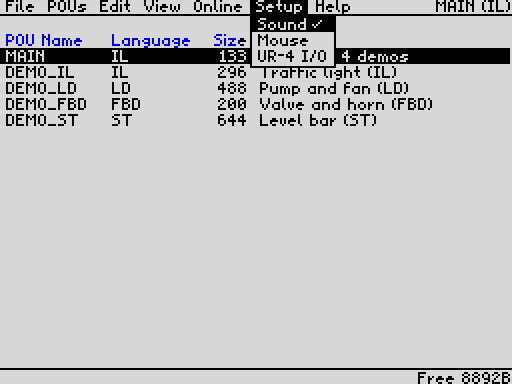 File POUs Edit View Online Setup Help MAIN (IL)
Sound ✓
POU Name Language Size Mouse
MAIN IL 133 UR-4 I/O 4 demos
DEMO_IL IL 296 Traffic light (IL)
DEMO_LD LD 488 Pump and fan (LD)
DEMO_FBD FBD 200 Valve and horn (FBD)
DEMO_ST ST 644 Level bar (ST)
Free 8892B